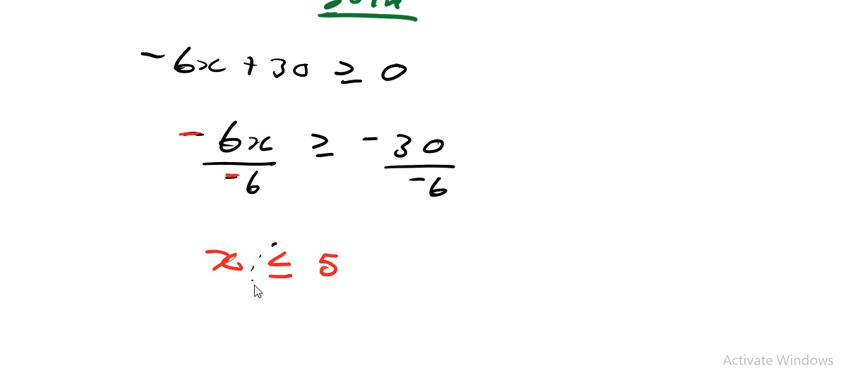 -6x + 30 ≥ 0
-6x ≥ -30
-6 -6
x ≤ 5
Activate Windows